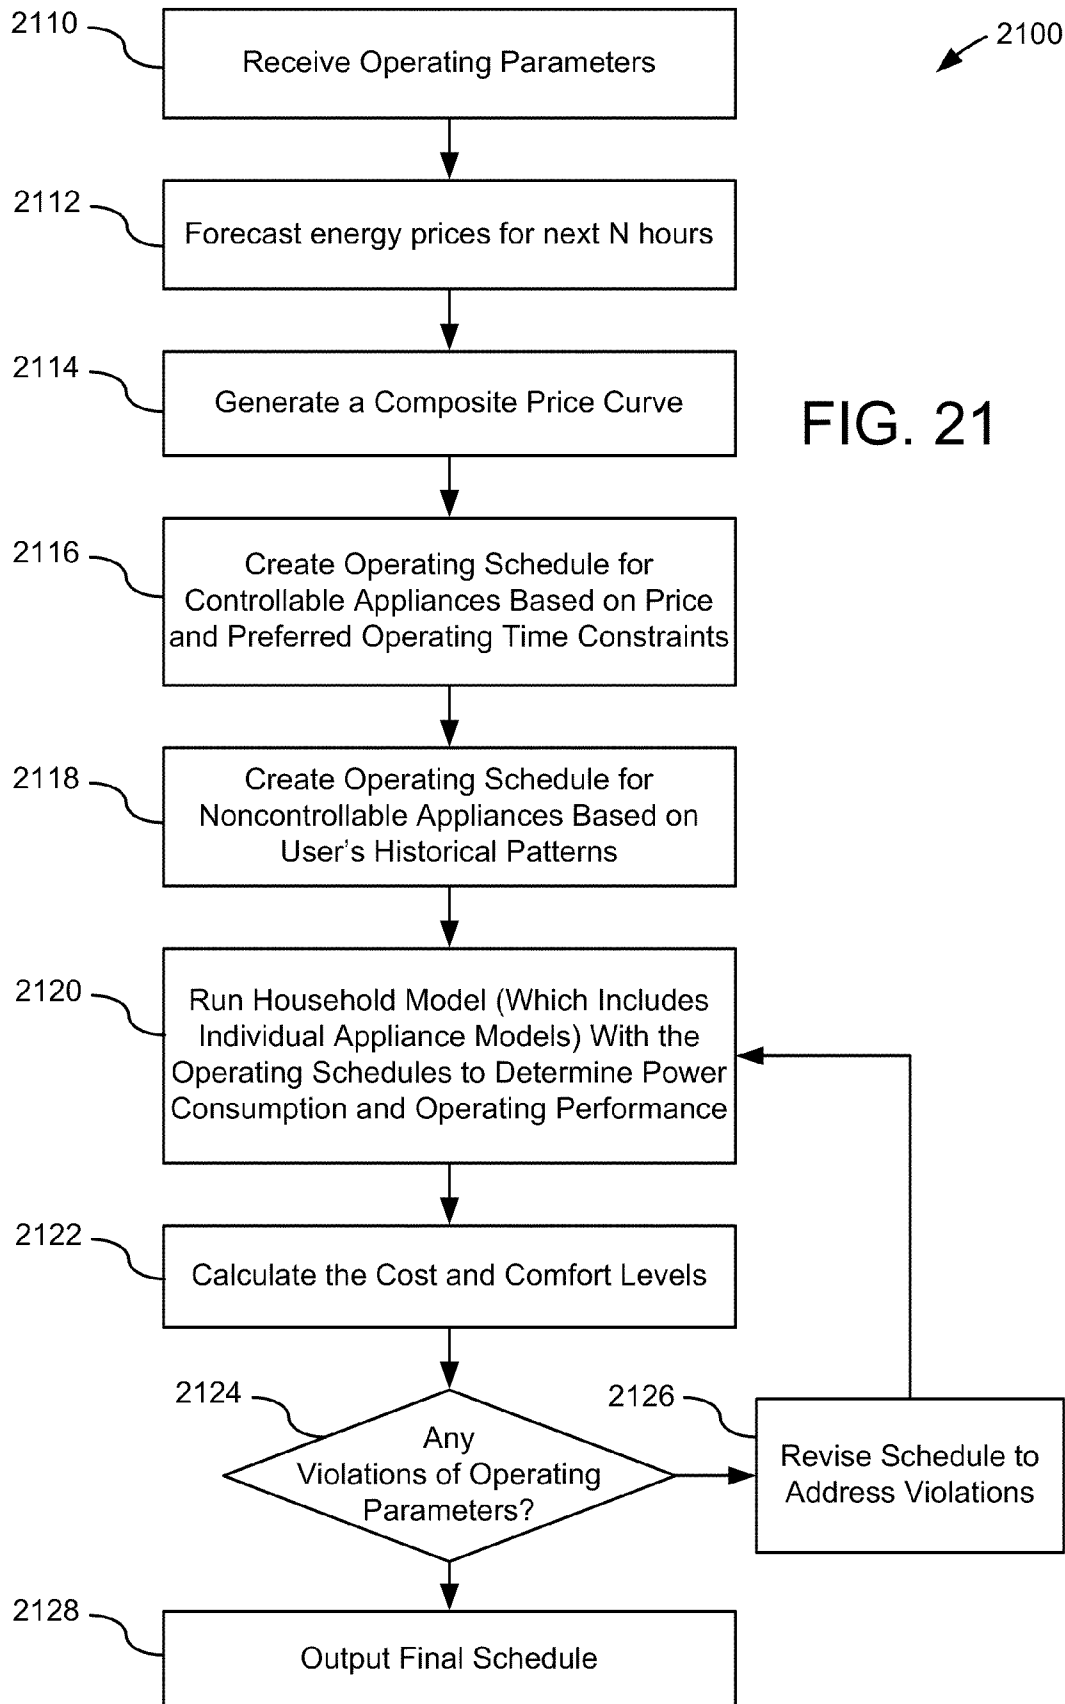 2110
Receive Operating Parameters
2100
2112
Forecast energy prices for next N hours
2114
Generate a Composite Price Curve
FIG. 21
2116
Create Operating Schedule for
Controllable Appliances Based on Price
and Preferred Operating Time Constraints
2118
Create Operating Schedule for
Noncontrollable Appliances Based on
User's Historical Patterns
2120
Run Household Model (Which Includes
Individual Appliance Models) With the
Operating Schedules to Determine Power
Consumption and Operating Performance
2122
Calculate the Cost and Comfort Levels
2124
Any
Violations of Operating
Parameters?
2126
Revise Schedule to
Address Violations
2128
Output Final Schedule